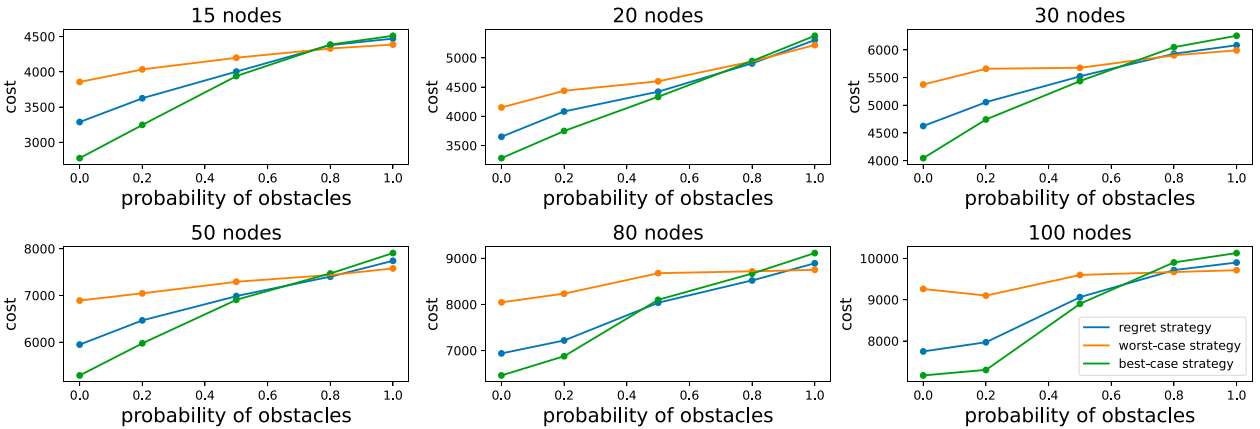 15 nodes
cost
4500
4000
3500
3000
0.0 0.2 0.4 0.6 0.8 1.0
probability of obstacles
20 nodes
cost
5000
4500
4000
3500
0.0 0.2 0.4 0.6 0.8 1.0
probability of obstacles
30 nodes
cost
6000
5500
5000
4500
4000
0.0 0.2 0.4 0.6 0.8 1.0
probability of obstacles
50 nodes
cost
8000
7000
6000
0.0 0.2 0.4 0.6 0.8 1.0
probability of obstacles
80 nodes
cost
9000
8000
7000
0.0 0.2 0.4 0.6 0.8 1.0
probability of obstacles
100 nodes
cost
10000
9000
8000
regret strategy
worst-case strategy
best-case strategy
0.0 0.2 0.4 0.6 0.8 1.0
probability of obstacles